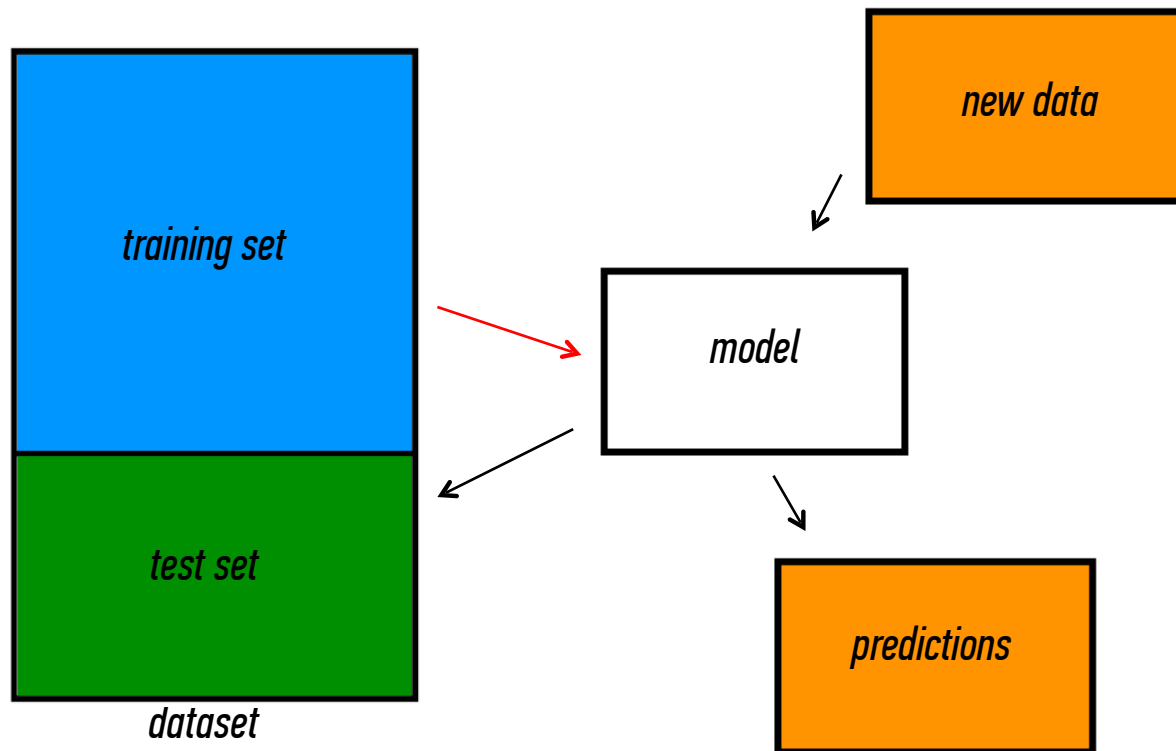 new data
training set
model
test set
predictions
dataset